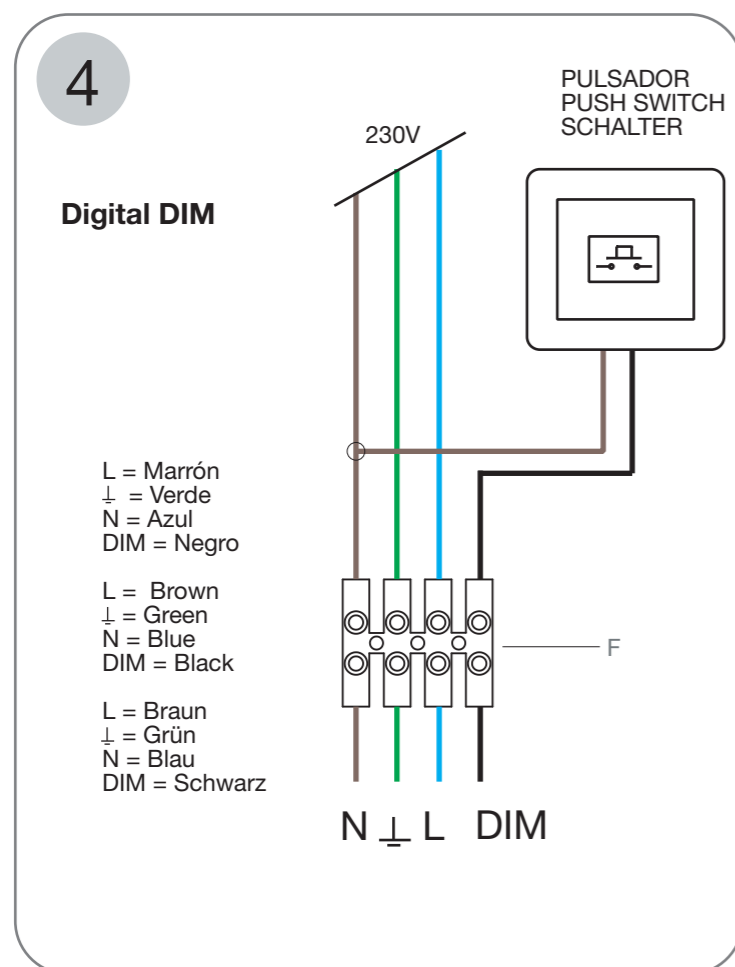 4
PULSADOR
PUSH SWITCH
SCHALTER
230V
Digital DIM
L = Marrón
⏚ = Verde
N = Azul
DIM = Negro
L = Brown
⏚ = Green
N = Blue
DIM = Black
F
L = Braun
⏚ = Grün
N = Blau
DIM = Schwarz
N ⏚ L DIM